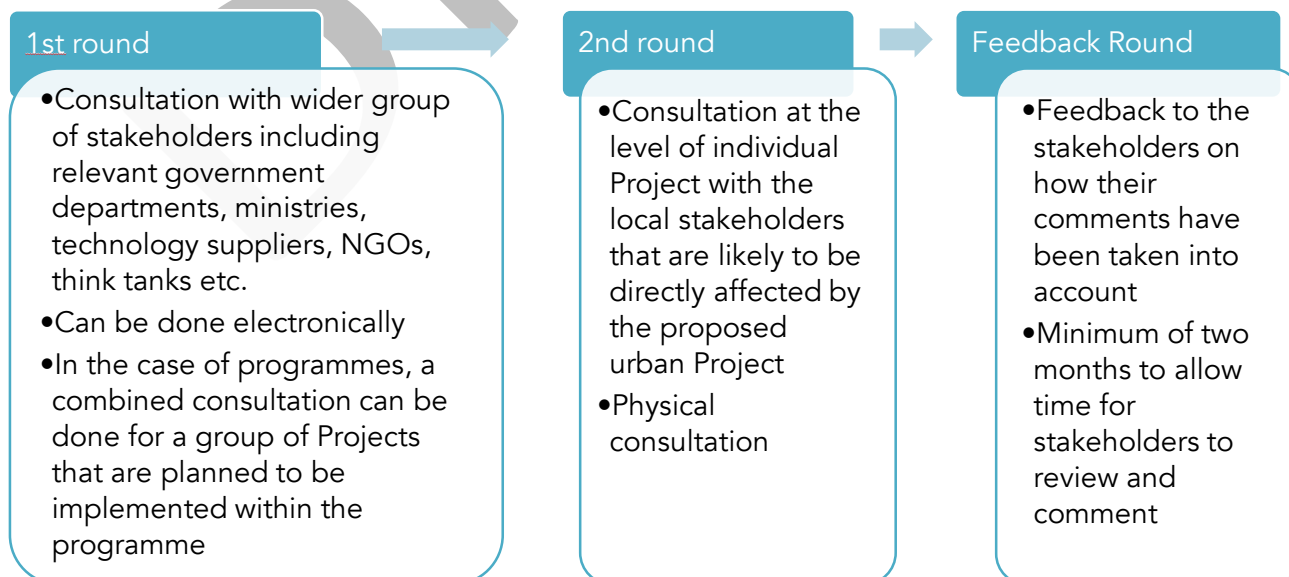 1st round
•Consultation with wider group
of stakeholders including
relevant government
departments, ministries,
technology suppliers, NGOs,
think tanks etc.
•Can be done electronically
•In the case of programmes, a
combined consultation can be
done for a group of Projects
that are planned to be
implemented within the
programme
2nd round
•Consultation at the
level of individual
Project with the
local stakeholders
that are likely to be
directly affected by
the proposed
urban Project
•Physical
consultation
Feedback Round
•Feedback to the
stakeholders on
how their
comments have
been taken into
account
•Minimum of two
months to allow
time for
stakeholders to
review and
comment